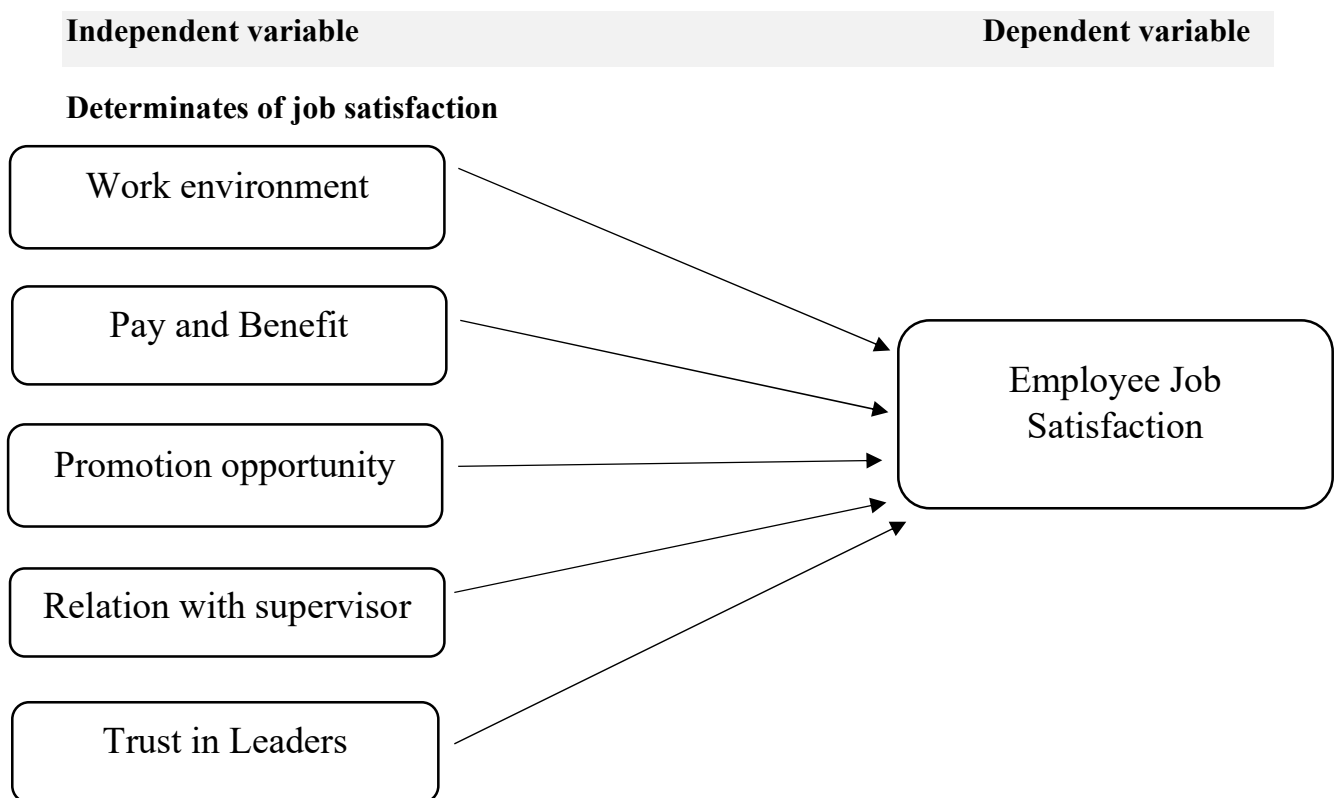 Independent variable
Dependent variable
Determinates of job satisfaction
Work environment
Pay and Benefit
Promotion opportunity
Relation with supervisor
Trust in Leaders
Employee Job
Satisfaction